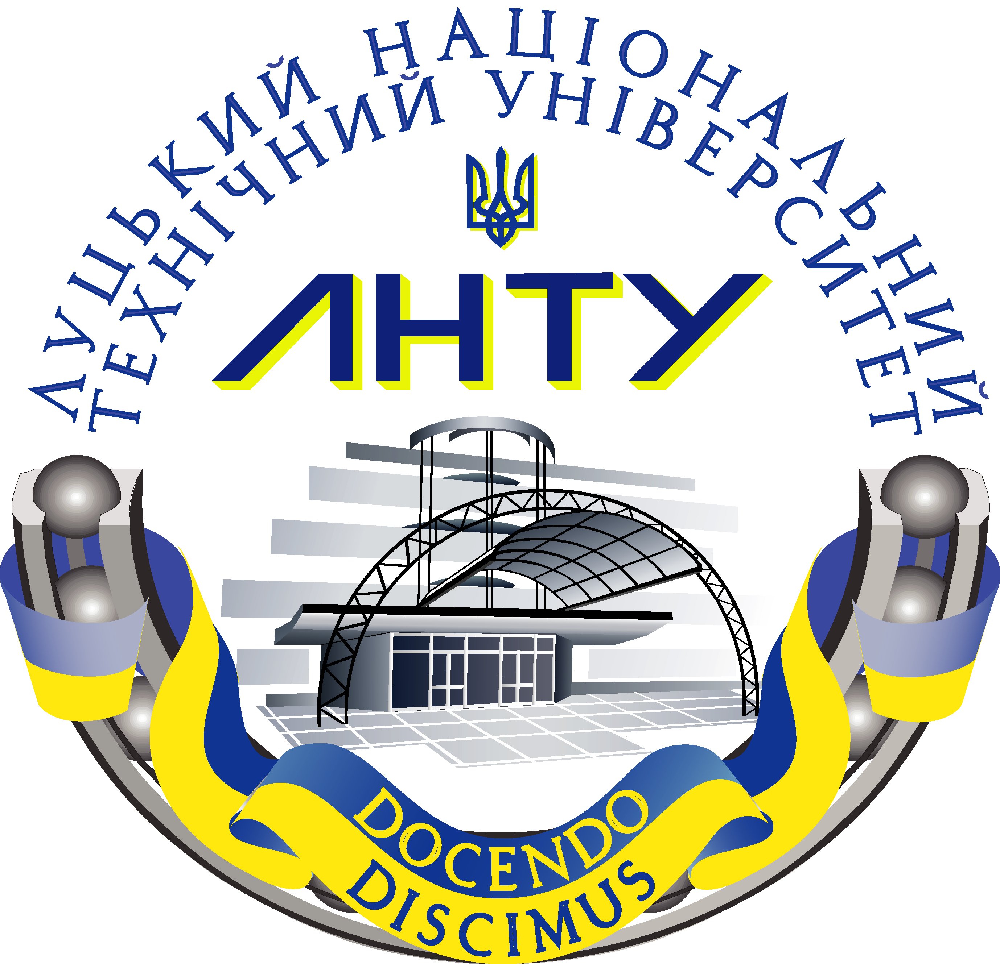 ЛУЦЬКИЙ НАЦІОНАЛЬНИЙ
ТЕХНІЧНИЙ УНІВЕРСИТЕТ
ЛНТУ
DOCENDO
DISCIMUS